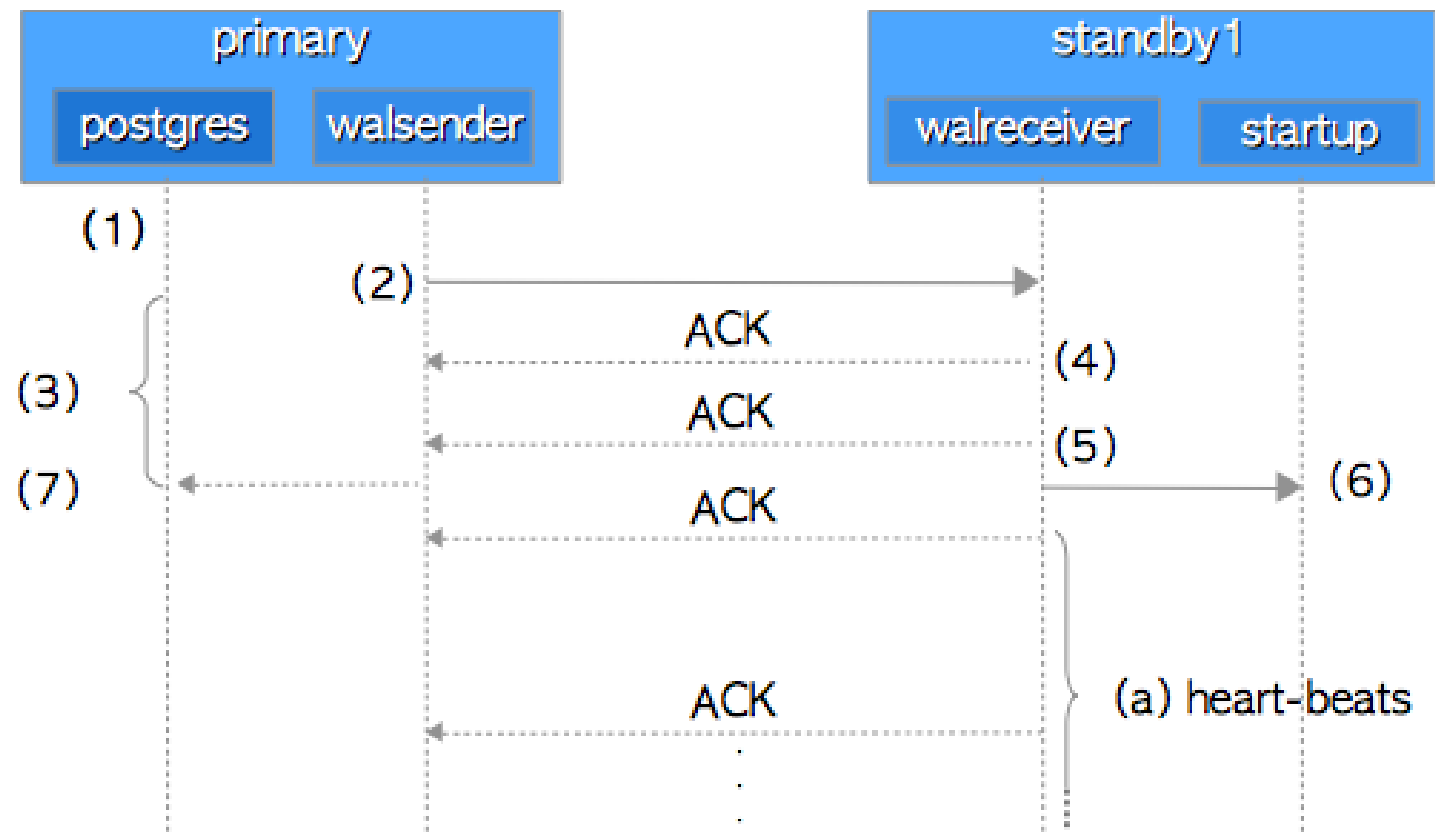 primary
standby1
postgres
walsender
walreceiver
startup
(1)
(2)
ACK
(4)
(3)
ACK
(5)
(7)
(6)
ACK
ACK
(a) heart-beats